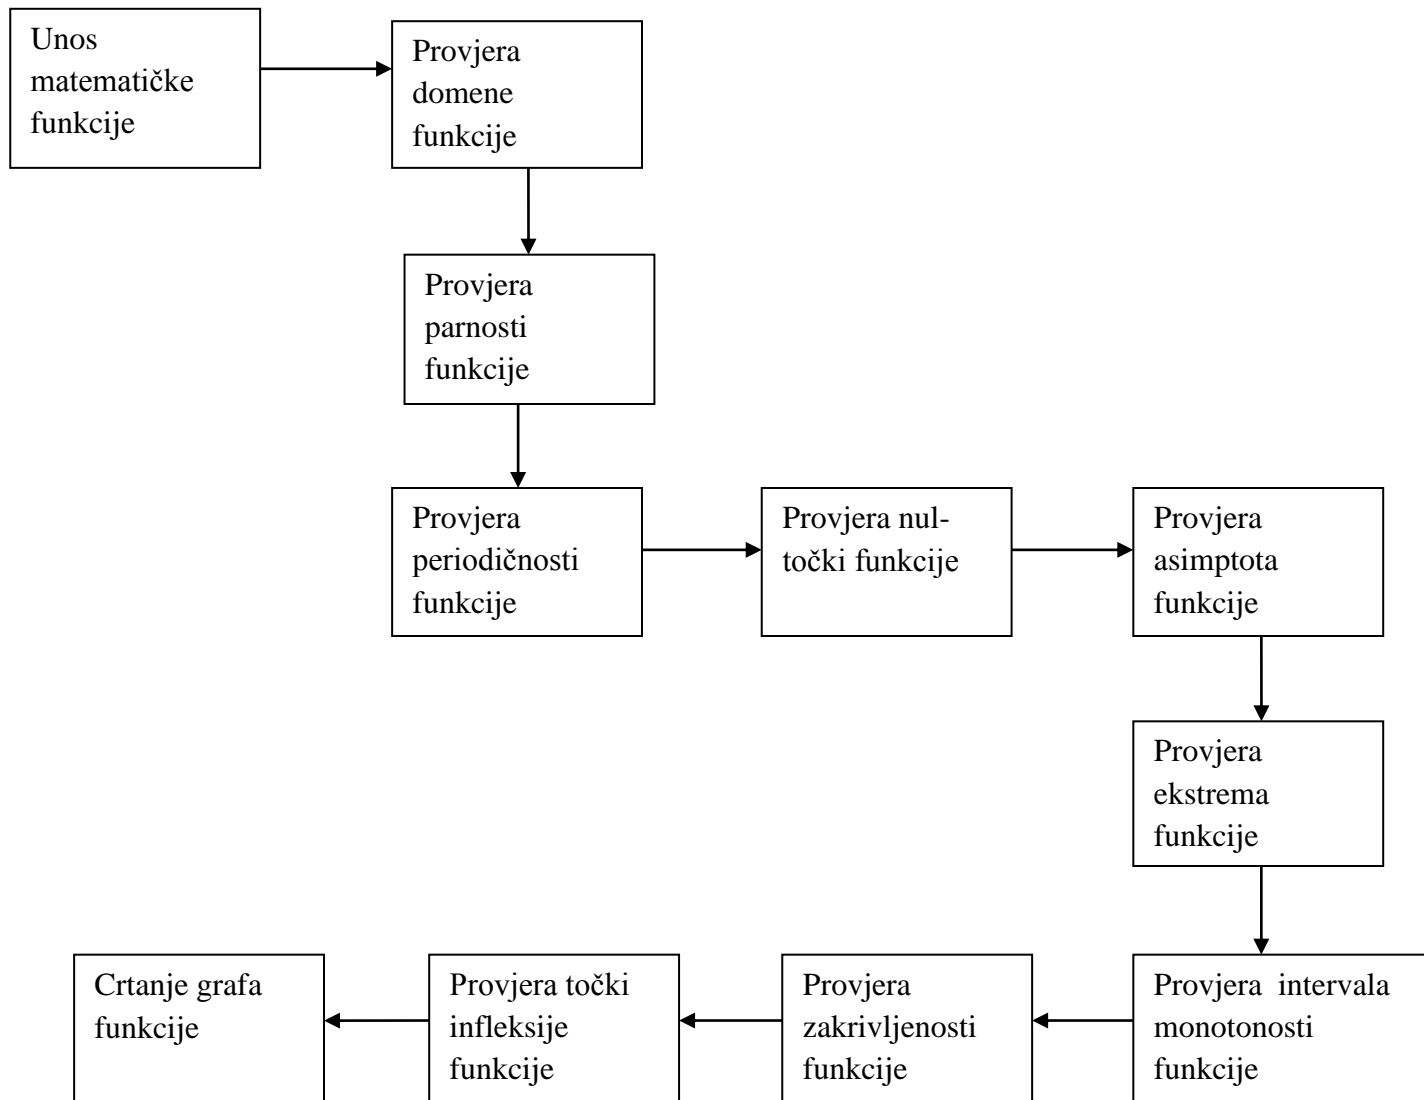 Unos
matematičke
funkcije
Provjera
domene
funkcije
Provjera
parnosti
funkcije
Provjera
periodičnosti
funkcije
Provjera nul-
točki funkcije
Provjera
asimptota
funkcije
Provjera
ekstrema
funkcije
Provjera  intervala
monotonosti
funkcije
Provjera
zakrivljenosti
funkcije
Provjera točki
infleksije
funkcije
Crtanje grafa
funkcije